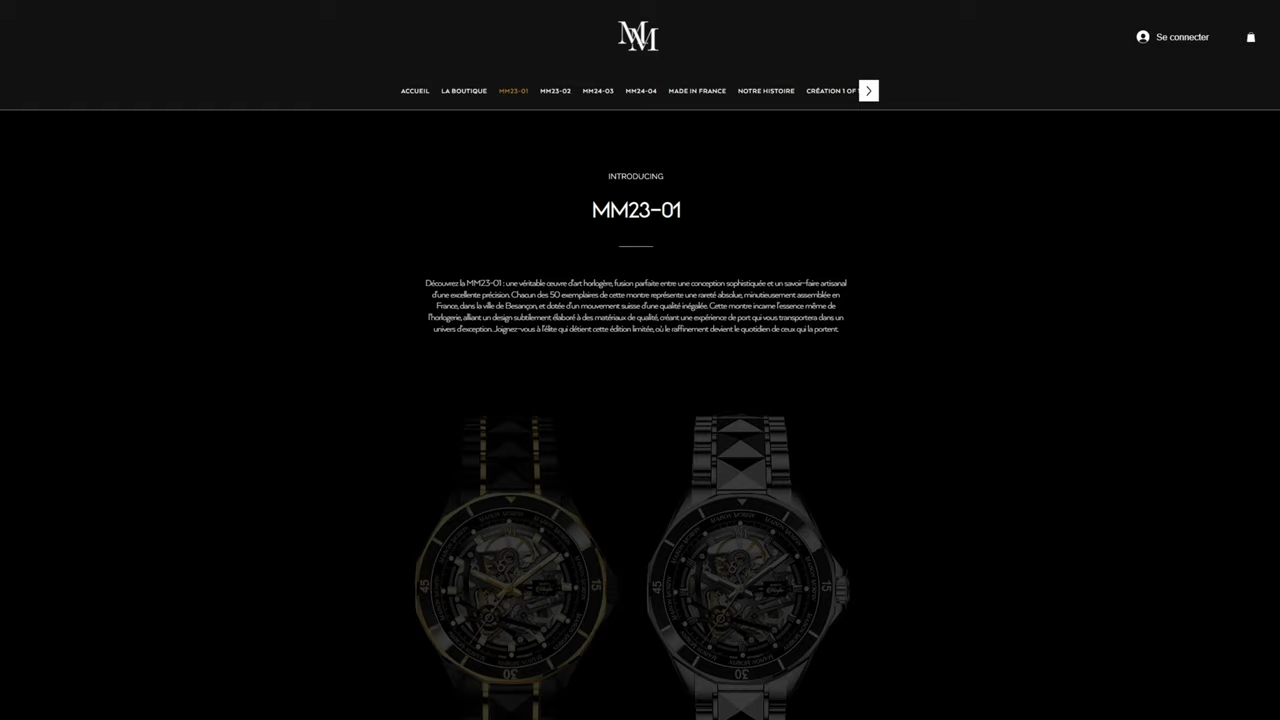 MM
Se connecter
ACCUEIL LA BOUTIQUE MM23-01 MM23-02 MM24-03 MM24-04 MADE IN FRANCE NOTRE HISTOIRE CRÉATION 1 OF
INTRODUCING
MM23-01
Découvrez la MM23-01 : une véritable œuvre d'art horlogère, fusion parfaite entre une conception sophistiquée et un savoir-faire artisanal
d'une excellente précision. Chacun des 50 exemplaires de cette montre représente une rareté absolue, minutieusement assemblée en
France, dans la ville de Besançon, et dotée d'un mouvement suisse d'une qualité inégalée. Cette montre incarne l'essence même de
l'horlogerie, alliant un design subtilement élaboré à des matériaux de qualité, créant une expérience de port qui vous transportera dans un
univers d'exception. Joignez-vous à l'élite qui détient cette édition limitée, où le raffinement devient le quotidien de ceux qui la portent.
45 15 30
45 15 30